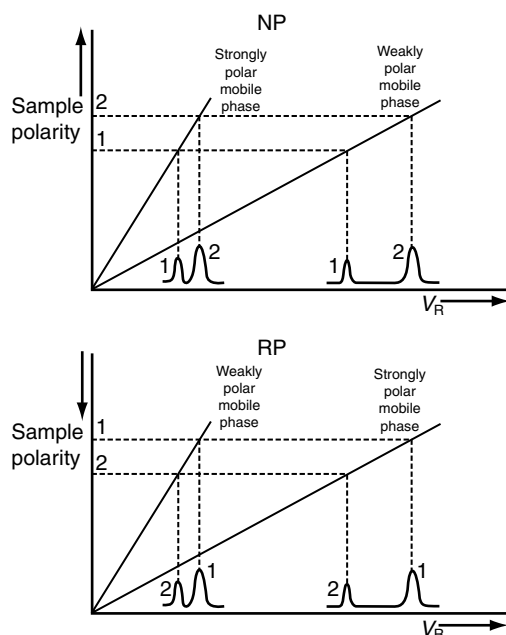 NP
Strongly
polar
mobile
phase
Weakly
polar
mobile
phase
Sample
polarity
2
1
1
2
1
2
VR
RP
Weakly
polar
mobile
phase
Strongly
polar
mobile
phase
Sample
polarity
1
2
2
1
2
1
VR